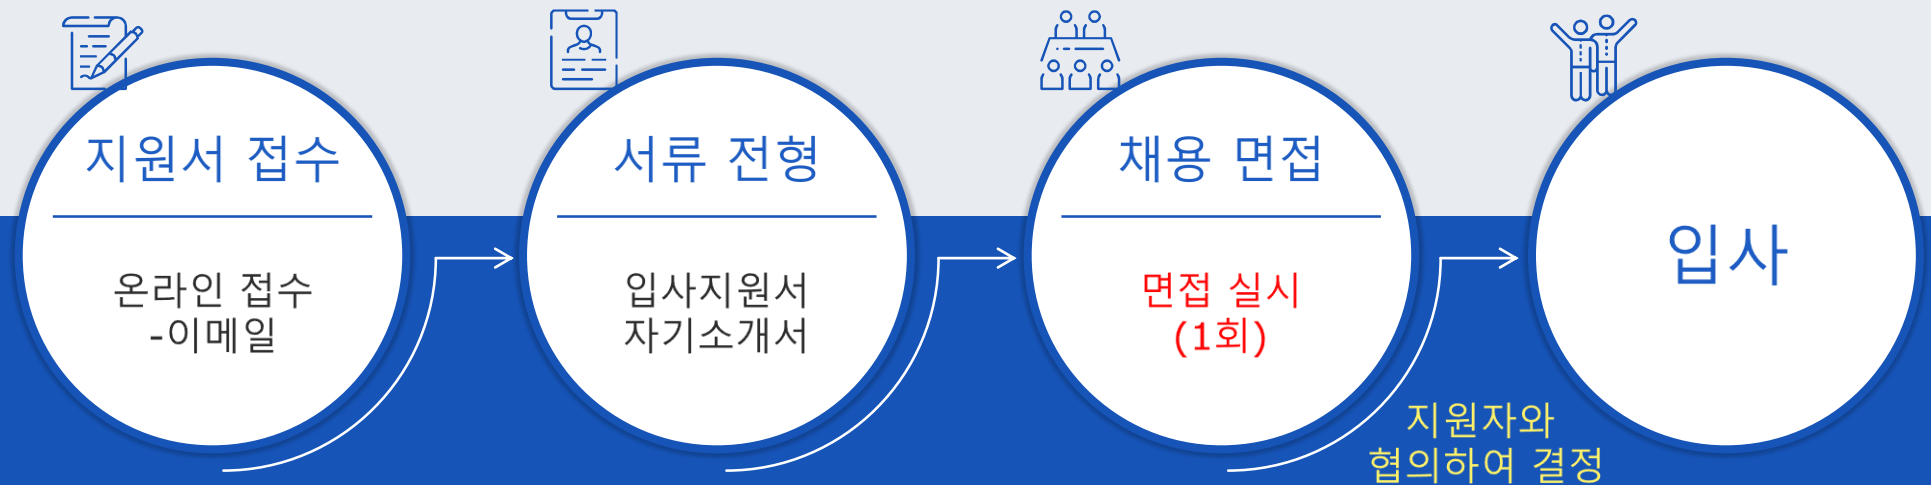 지원서 접수
온라인 접수
-이메일
서류 전형
입사지원서
자기소개서
채용 면접
면접 실시
(1회)
지원자와
협의하여 결정
입사